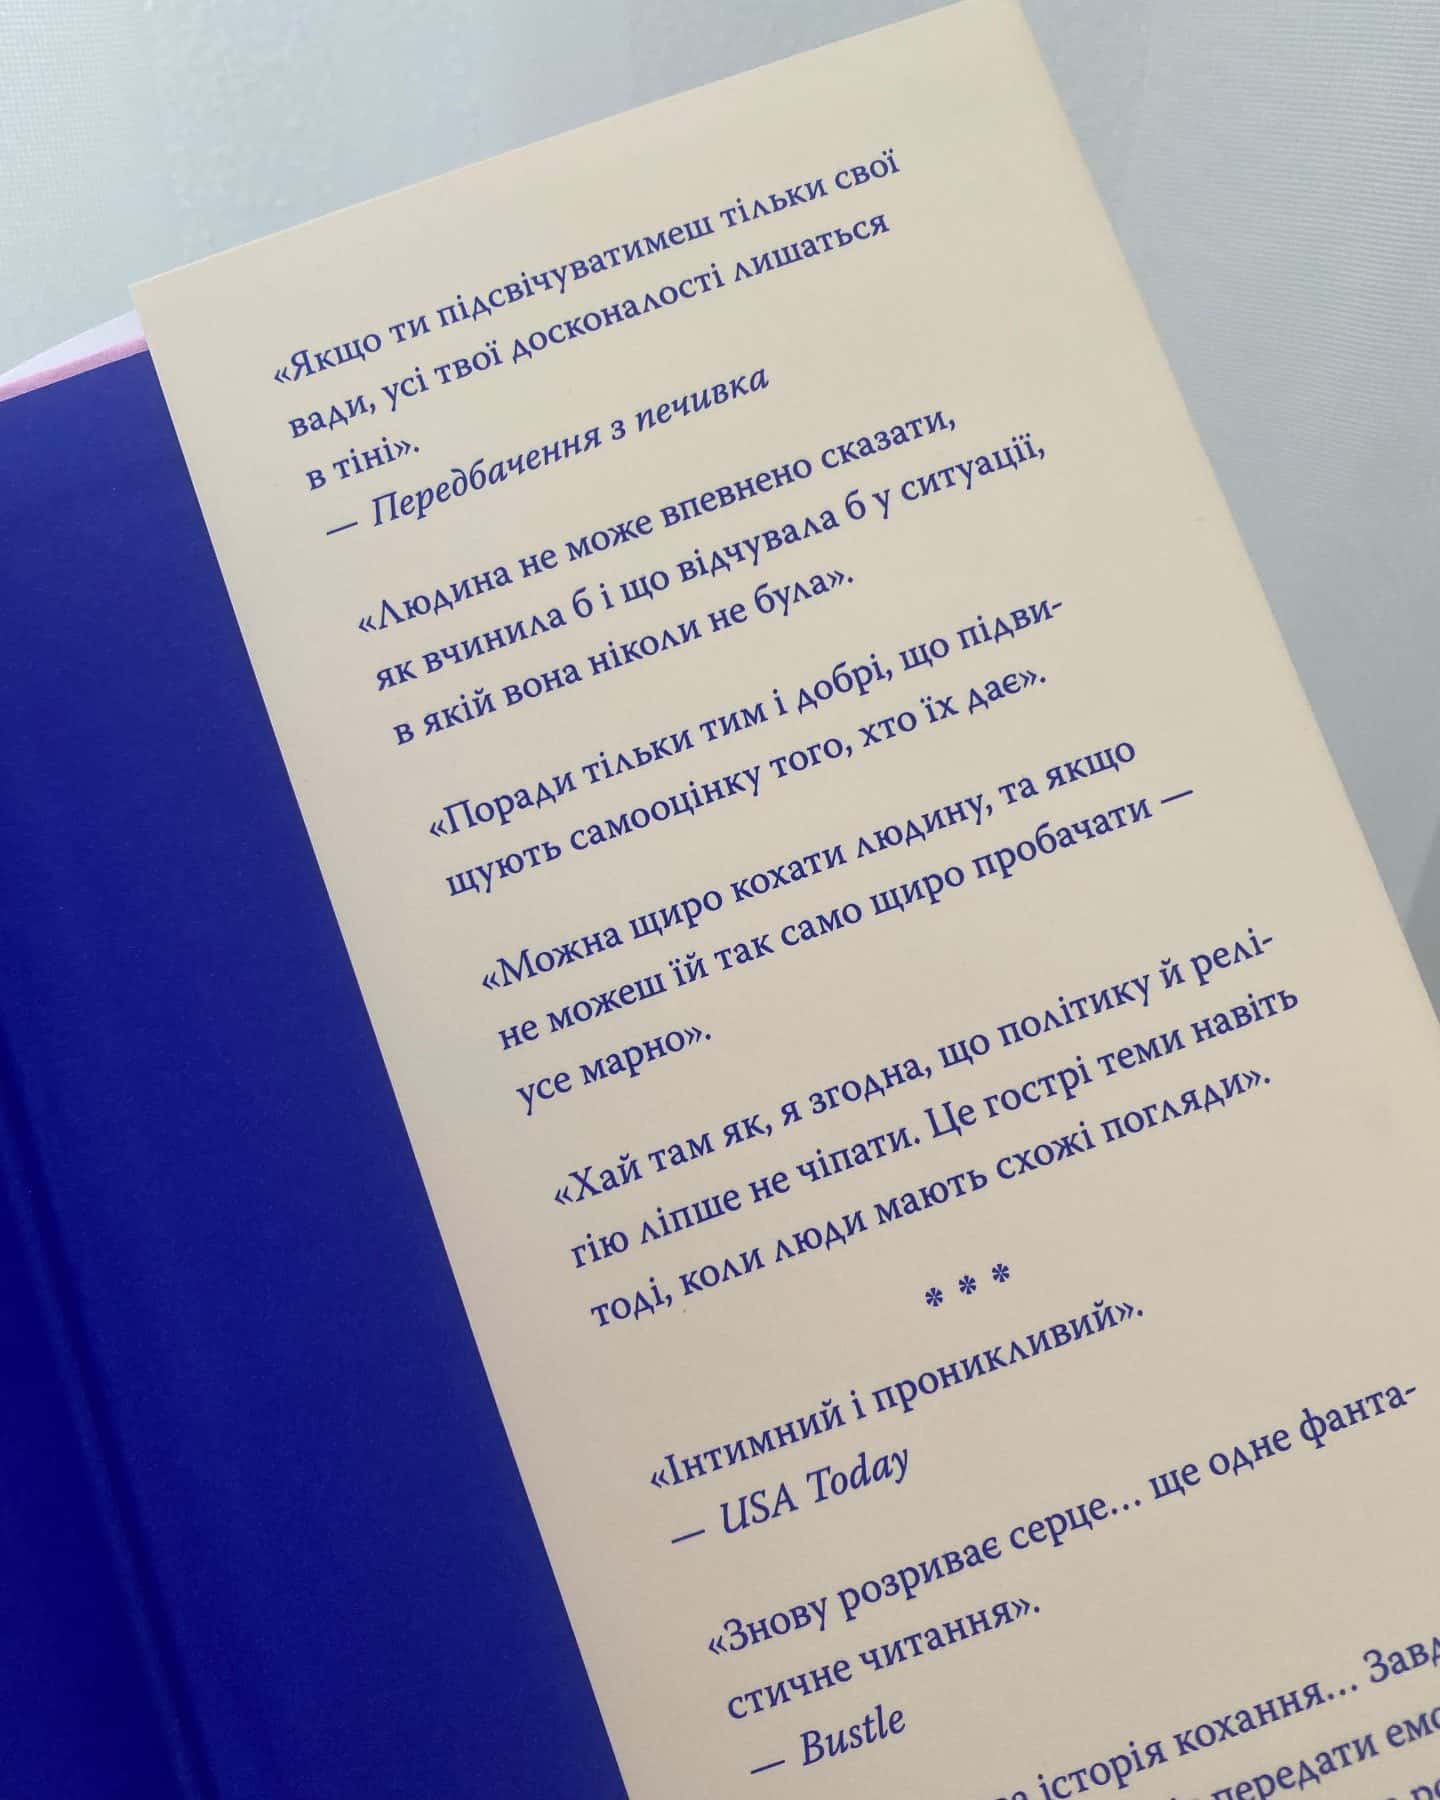 «Якщо ти підсвічуватимеш тільки свої
вади, усі твої досконалості лишаться
в тіні».
— Передбачення з печивка
«Людина не може впевнено сказати,
як вчинила б і що відчувала б у ситуації,
в якій вона ніколи не була».
«Поради тільки тим і добрі, що підви-
щують самооцінку того, хто їх дає».
«Можна щиро кохати людину, та якщо
не можеш їй так само щиро пробачати —
усе марно».
«Хай там як, я згодна, що політику й релі-
гію ліпше не чіпати. Це гострі теми навіть
тоді, коли люди мають схожі погляди».
* * *
«Інтимний і проникливий».
— USA Today
«Знову розриває серце... ще одне фанта-
стичне читання».
— Bustle
історія кохання...
передати